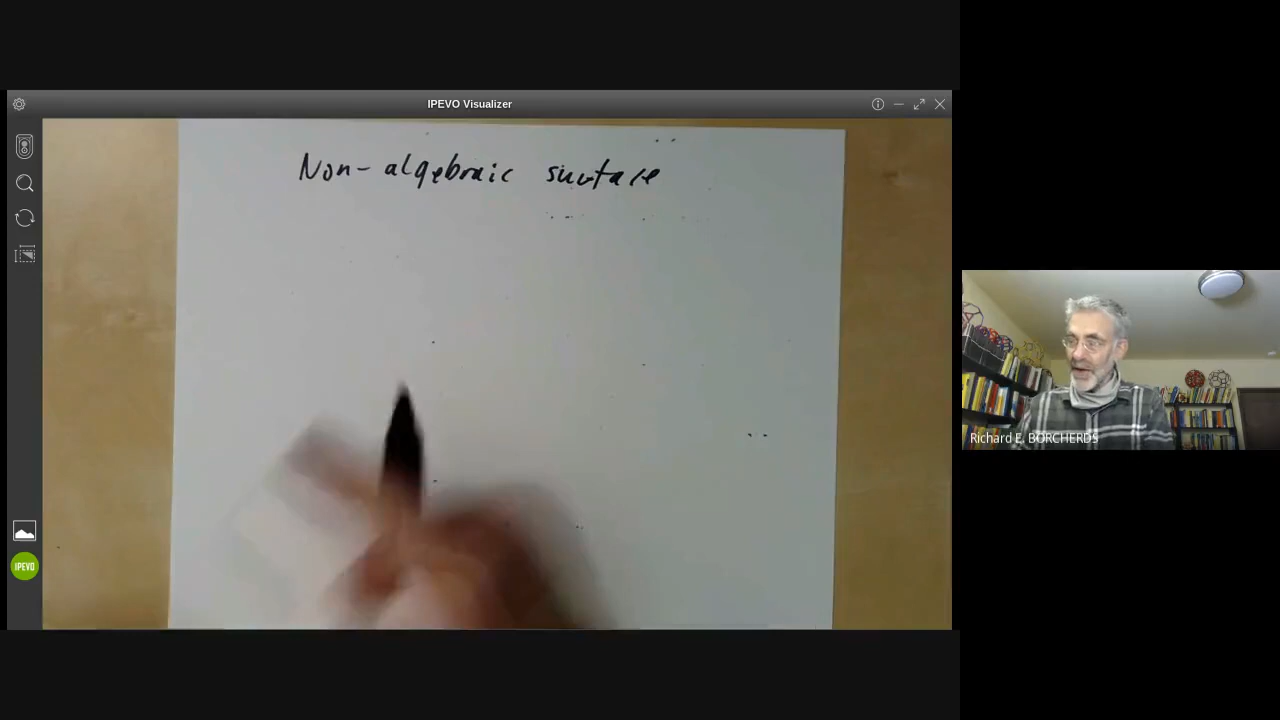 IPEVO Visualizer
Non-algebraic surface
Richard E. BORCHERDS
IPEVO